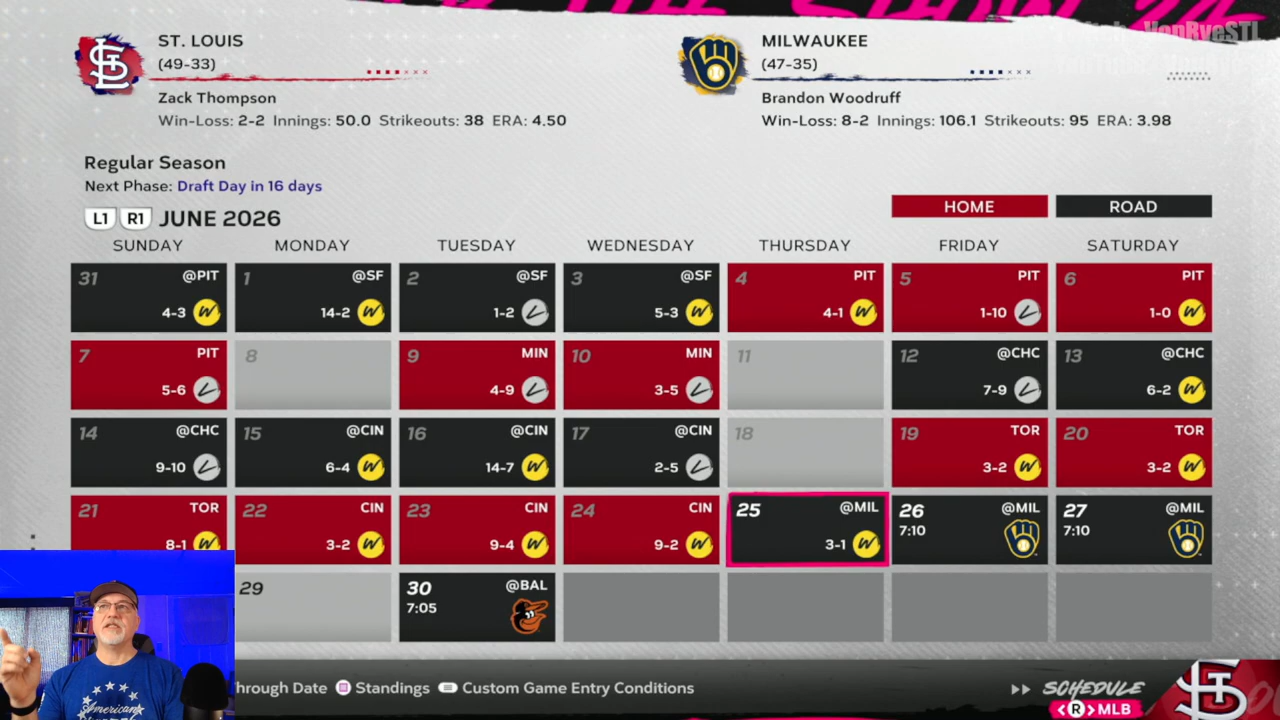 ST. LOUIS
(49-33)
Zack Thompson
Win-Loss: 2-2 Innings: 50.0 Strikeouts: 38 ERA: 4.50
MILWAUKEE
(47-35)
Brandon Woodruff
Win-Loss: 8-2 Innings: 106.1 Strikeouts: 95 ERA: 3.98
Regular Season
Next Phase: Draft Day in 16 days
L1 R1 JUNE 2026
HOME ROAD
SUNDAY MONDAY TUESDAY WEDNESDAY THURSDAY FRIDAY SATURDAY
31 @PIT 1 @SF 2 @SF 3 @SF 4 PIT 5 PIT 6 PIT
4-3 W 14-2 W 1-2 L 5-3 W 4-1 W 1-10 L 1-0 W
7 PIT 8 9 MIN 10 MIN 11 12 @CHC 13 @CHC
5-6 L 4-9 L 3-5 L 7-9 L 6-2 W
14 @CHC 15 @CIN 16 @CIN 17 @CIN 18 19 TOR 20 TOR
9-10 L 6-4 W 14-7 W 2-5 L 3-2 W 3-2 W
21 TOR 22 CIN 23 CIN 24 CIN 25 @MIL 26 @MIL 27 @MIL
7:10 7:10
8-1 W 3-2 W 9-4 W 9-2 W 3-1 W
29 30 @BAL
7:05
American
hrough Date Standings Custom Game Entry Conditions
SCHEDULE
R MLB